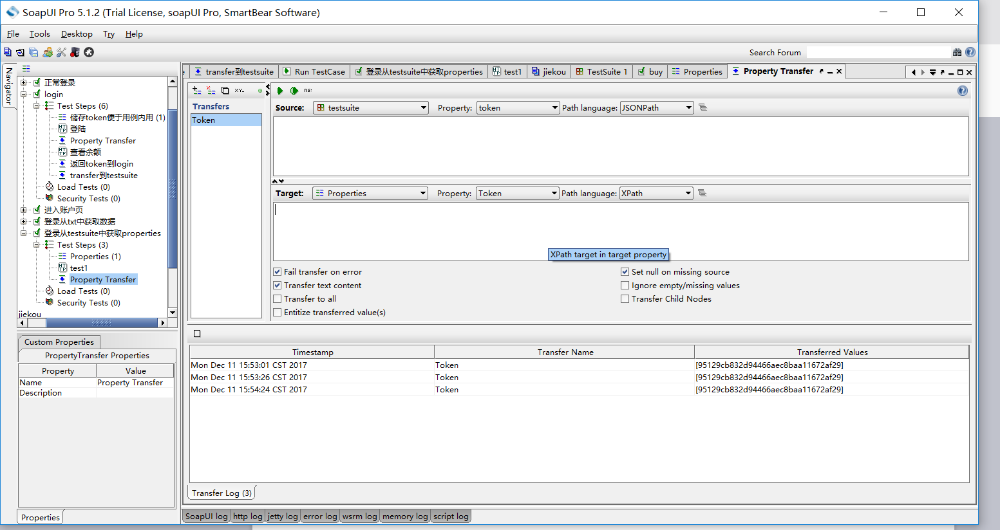 SoapUI Pro 5.1.2 (Trial License, soapUI Pro, SmartBear Software)
File Tools Desktop Try Help
Search Forum
Navigator
正常登录
login
Test Steps (6)
储存token便于用例内用 (1)
登陆
Property Transfer
查看余额
返回token到login
transfer到testsuite
Load Tests (0)
Security Tests (0)
进入账户页
登录从txt中获取数据
登录从testsuite中获取properties
Test Steps (3)
Properties (1)
test1
Property Transfer
Load Tests (0)
Security Tests (0)
jiekou
Custom Properties
PropertyTransfer Properties
Property Value
Name Property Transfer
Description
Properties
transfer到testsuite Run TestCase 登录从testsuite中获取properties test1 jiekou TestSuite 1 buy Properties Property Transfer
XY= ns:
Transfers
Token
Source: testsuite Property: token Path language: JSONPath
Target: Properties Property: Token Path language: XPath
XPath target in target property
Fail transfer on error Set null on missing source
Transfer text content Ignore empty/missing values
Transfer to all Transfer Child Nodes
Entitize transferred value(s)
Timestamp Transfer Name Transferred Values
Mon Dec 11 15:53:01 CST 2017 Token [95129cb832d94466aec8baa11672af29]
Mon Dec 11 15:53:26 CST 2017 Token [95129cb832d94466aec8baa11672af29]
Mon Dec 11 15:54:24 CST 2017 Token [95129cb832d94466aec8baa11672af29]
Transfer Log (3)
SoapUI log http log jetty log error log wsrm log memory log script log